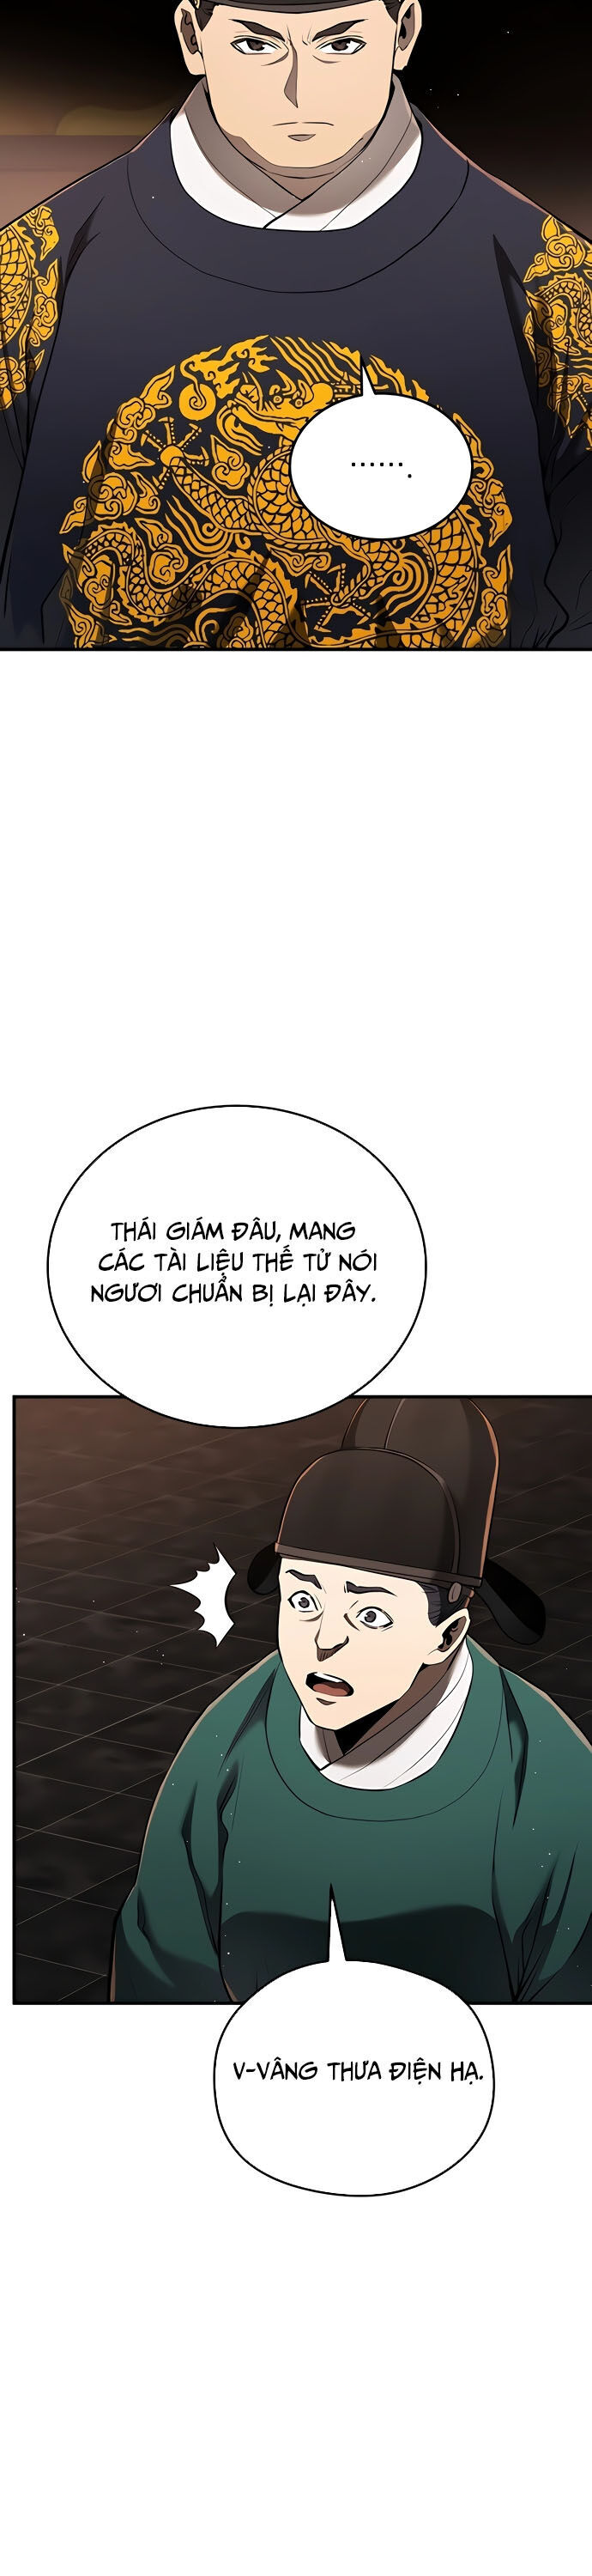 .......
THÁI GIÁM ĐÂU, MANG
CÁC TÀI LIỆU THẾ TỬ NÓI
NGƯƠI CHUẨN BỊ LẠI ĐÂY.
V-VÂNG THƯA ĐIỆN HẠ.